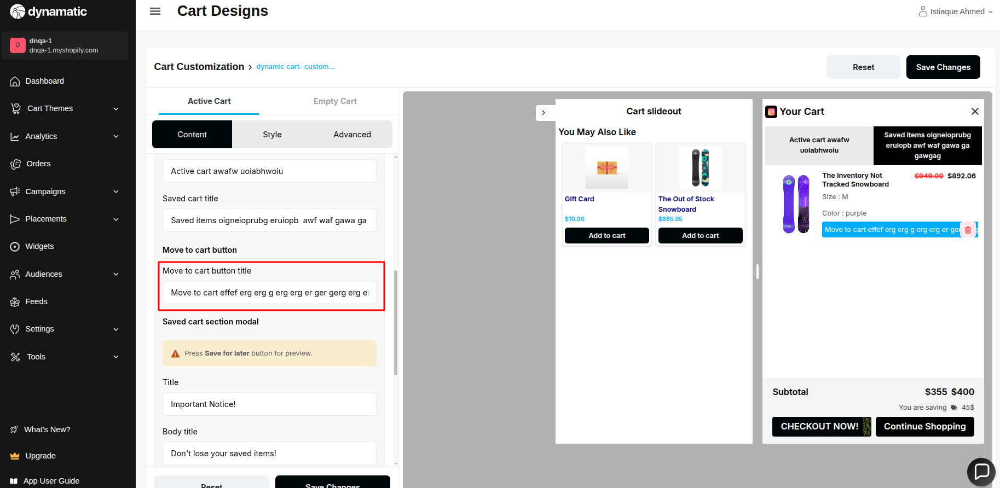 dynamatic
Cart Designs
Istiaque Ahmed
D
dnqa-1
dnqa-1.myshopify.com
Dashboard
Cart Themes
Analytics
Orders
Campaigns
Placements
Widgets
Audiences
Feeds
Settings
Tools
What's New?
Upgrade
App User Guide
Cart Customization > dynamic cart- custom...
Reset
Save Changes
Active Cart
Empty Cart
Content
Style
Advanced
Active cart awafw uoiabhwoiu
Saved cart title
Saved items oigneioprubg eruiopb  awf waf gawa ga
Move to cart button
Move to cart button title
Move to cart effef erg erg g erg erg er ger gerg erg
Saved cart section modal
Press Save for later button for preview.
Title
Important Notice!
Body title
Don't lose your saved items!
Reset
Save Changes
Cart slideout
You May Also Like
Gift Card
$10.00
Add to cart
The Out of Stock
Snowboard
$885.95
Add to cart
Your Cart
Active cart awafw
uoiabhwoiu
Saved items oigneioprubg
eruiopb awf waf gawa ga
gawgag
The Inventory Not
Tracked Snowboard
$949.00 $892.06
Size : M
Color : purple
Move to cart effef erg erg g erg erg er
Subtotal
$355 $400
You are saving 45$
CHECKOUT NOW!
Continue Shopping